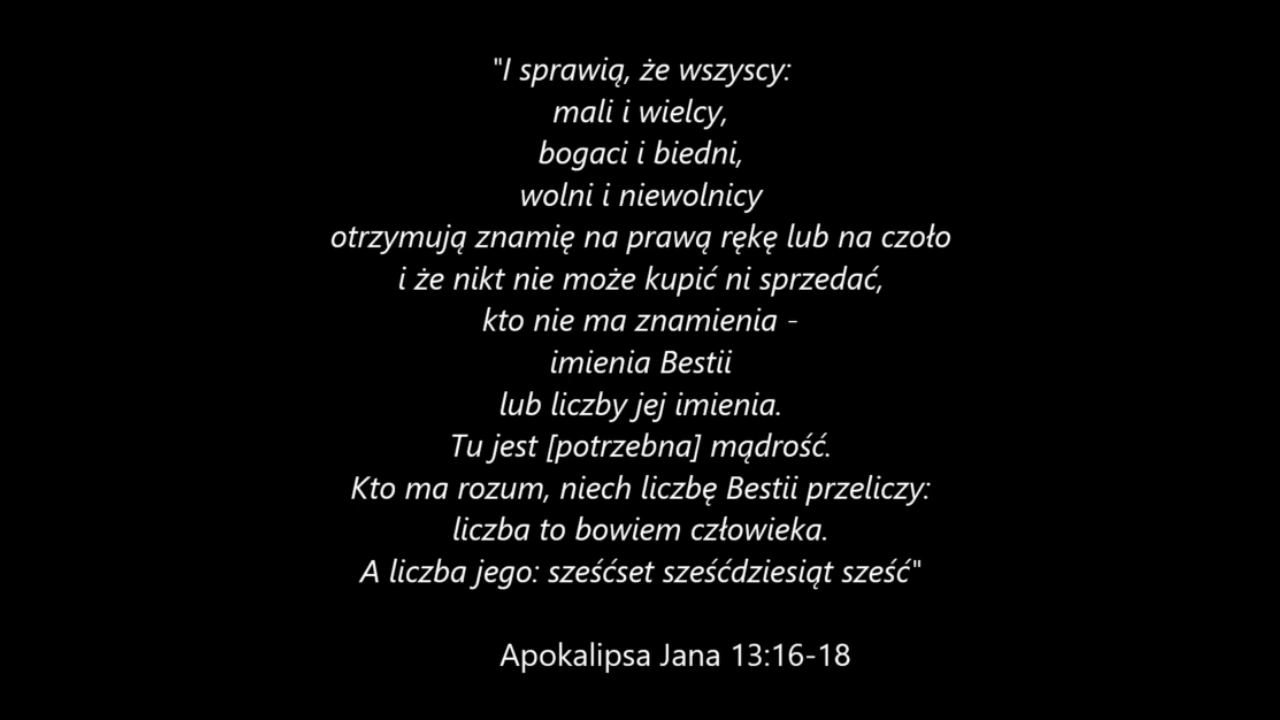 "I sprawią, że wszyscy:
mali i wielcy,
bogaci i biedni,
wolni i niewolnicy
otrzymują znamię na prawą rękę lub na czoło
i że nikt nie może kupić ni sprzedać,
kto nie ma znamienia -
imienia Bestii
lub liczby jej imienia.
Tu jest [potrzebna] mądrość.
Kto ma rozum, niech liczbę Bestii przeliczy:
liczba to bowiem człowieka.
A liczba jego: sześćset sześćdziesiąt sześć"
Apokalipsa Jana 13:16-18